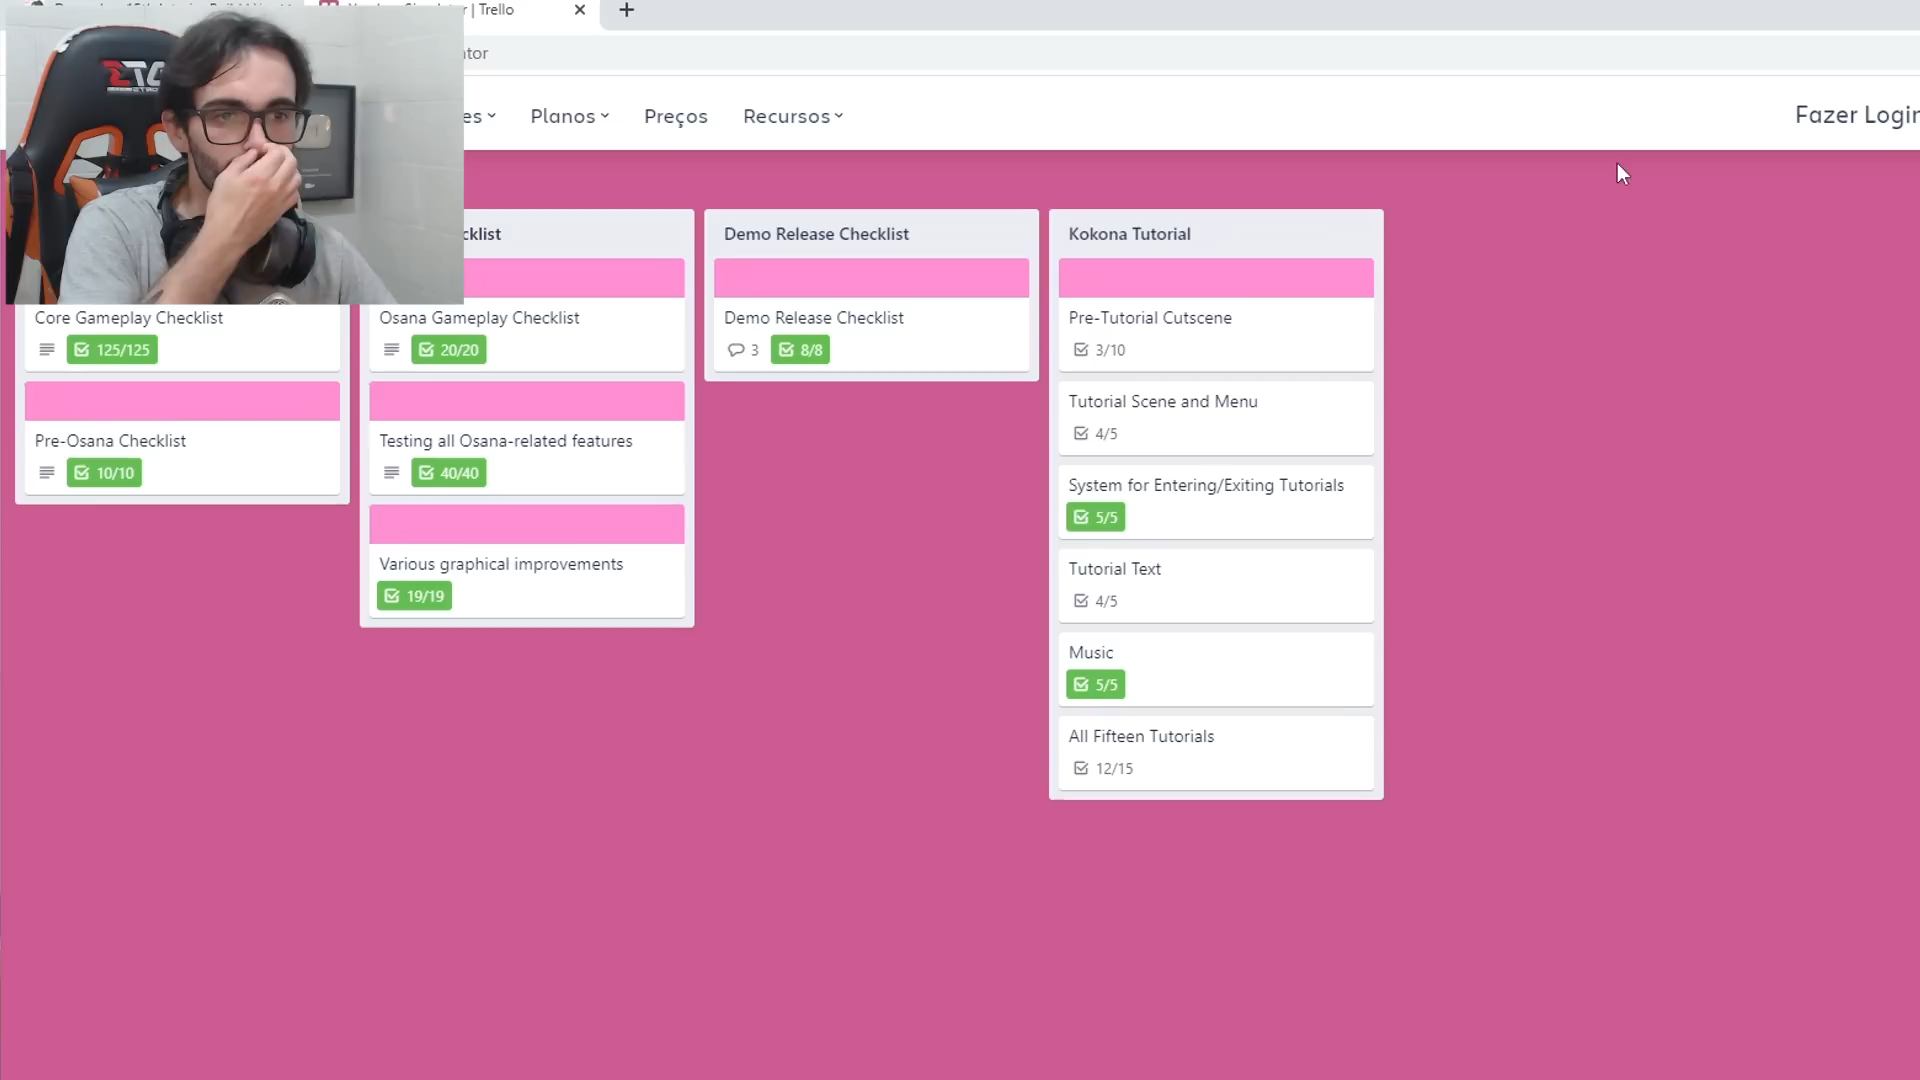 | Trello
Planos
Preços
Recursos
Fazer Login
Demo Release Checklist
Kokona Tutorial
Core Gameplay Checklist
125/125
Pre-Osana Checklist
10/10
Osana Gameplay Checklist
20/20
Testing all Osana-related features
40/40
Various graphical improvements
19/19
Demo Release Checklist
3 8/8
Pre-Tutorial Cutscene
3/10
Tutorial Scene and Menu
4/5
System for Entering/Exiting Tutorials
5/5
Tutorial Text
4/5
Music
5/5
All Fifteen Tutorials
12/15